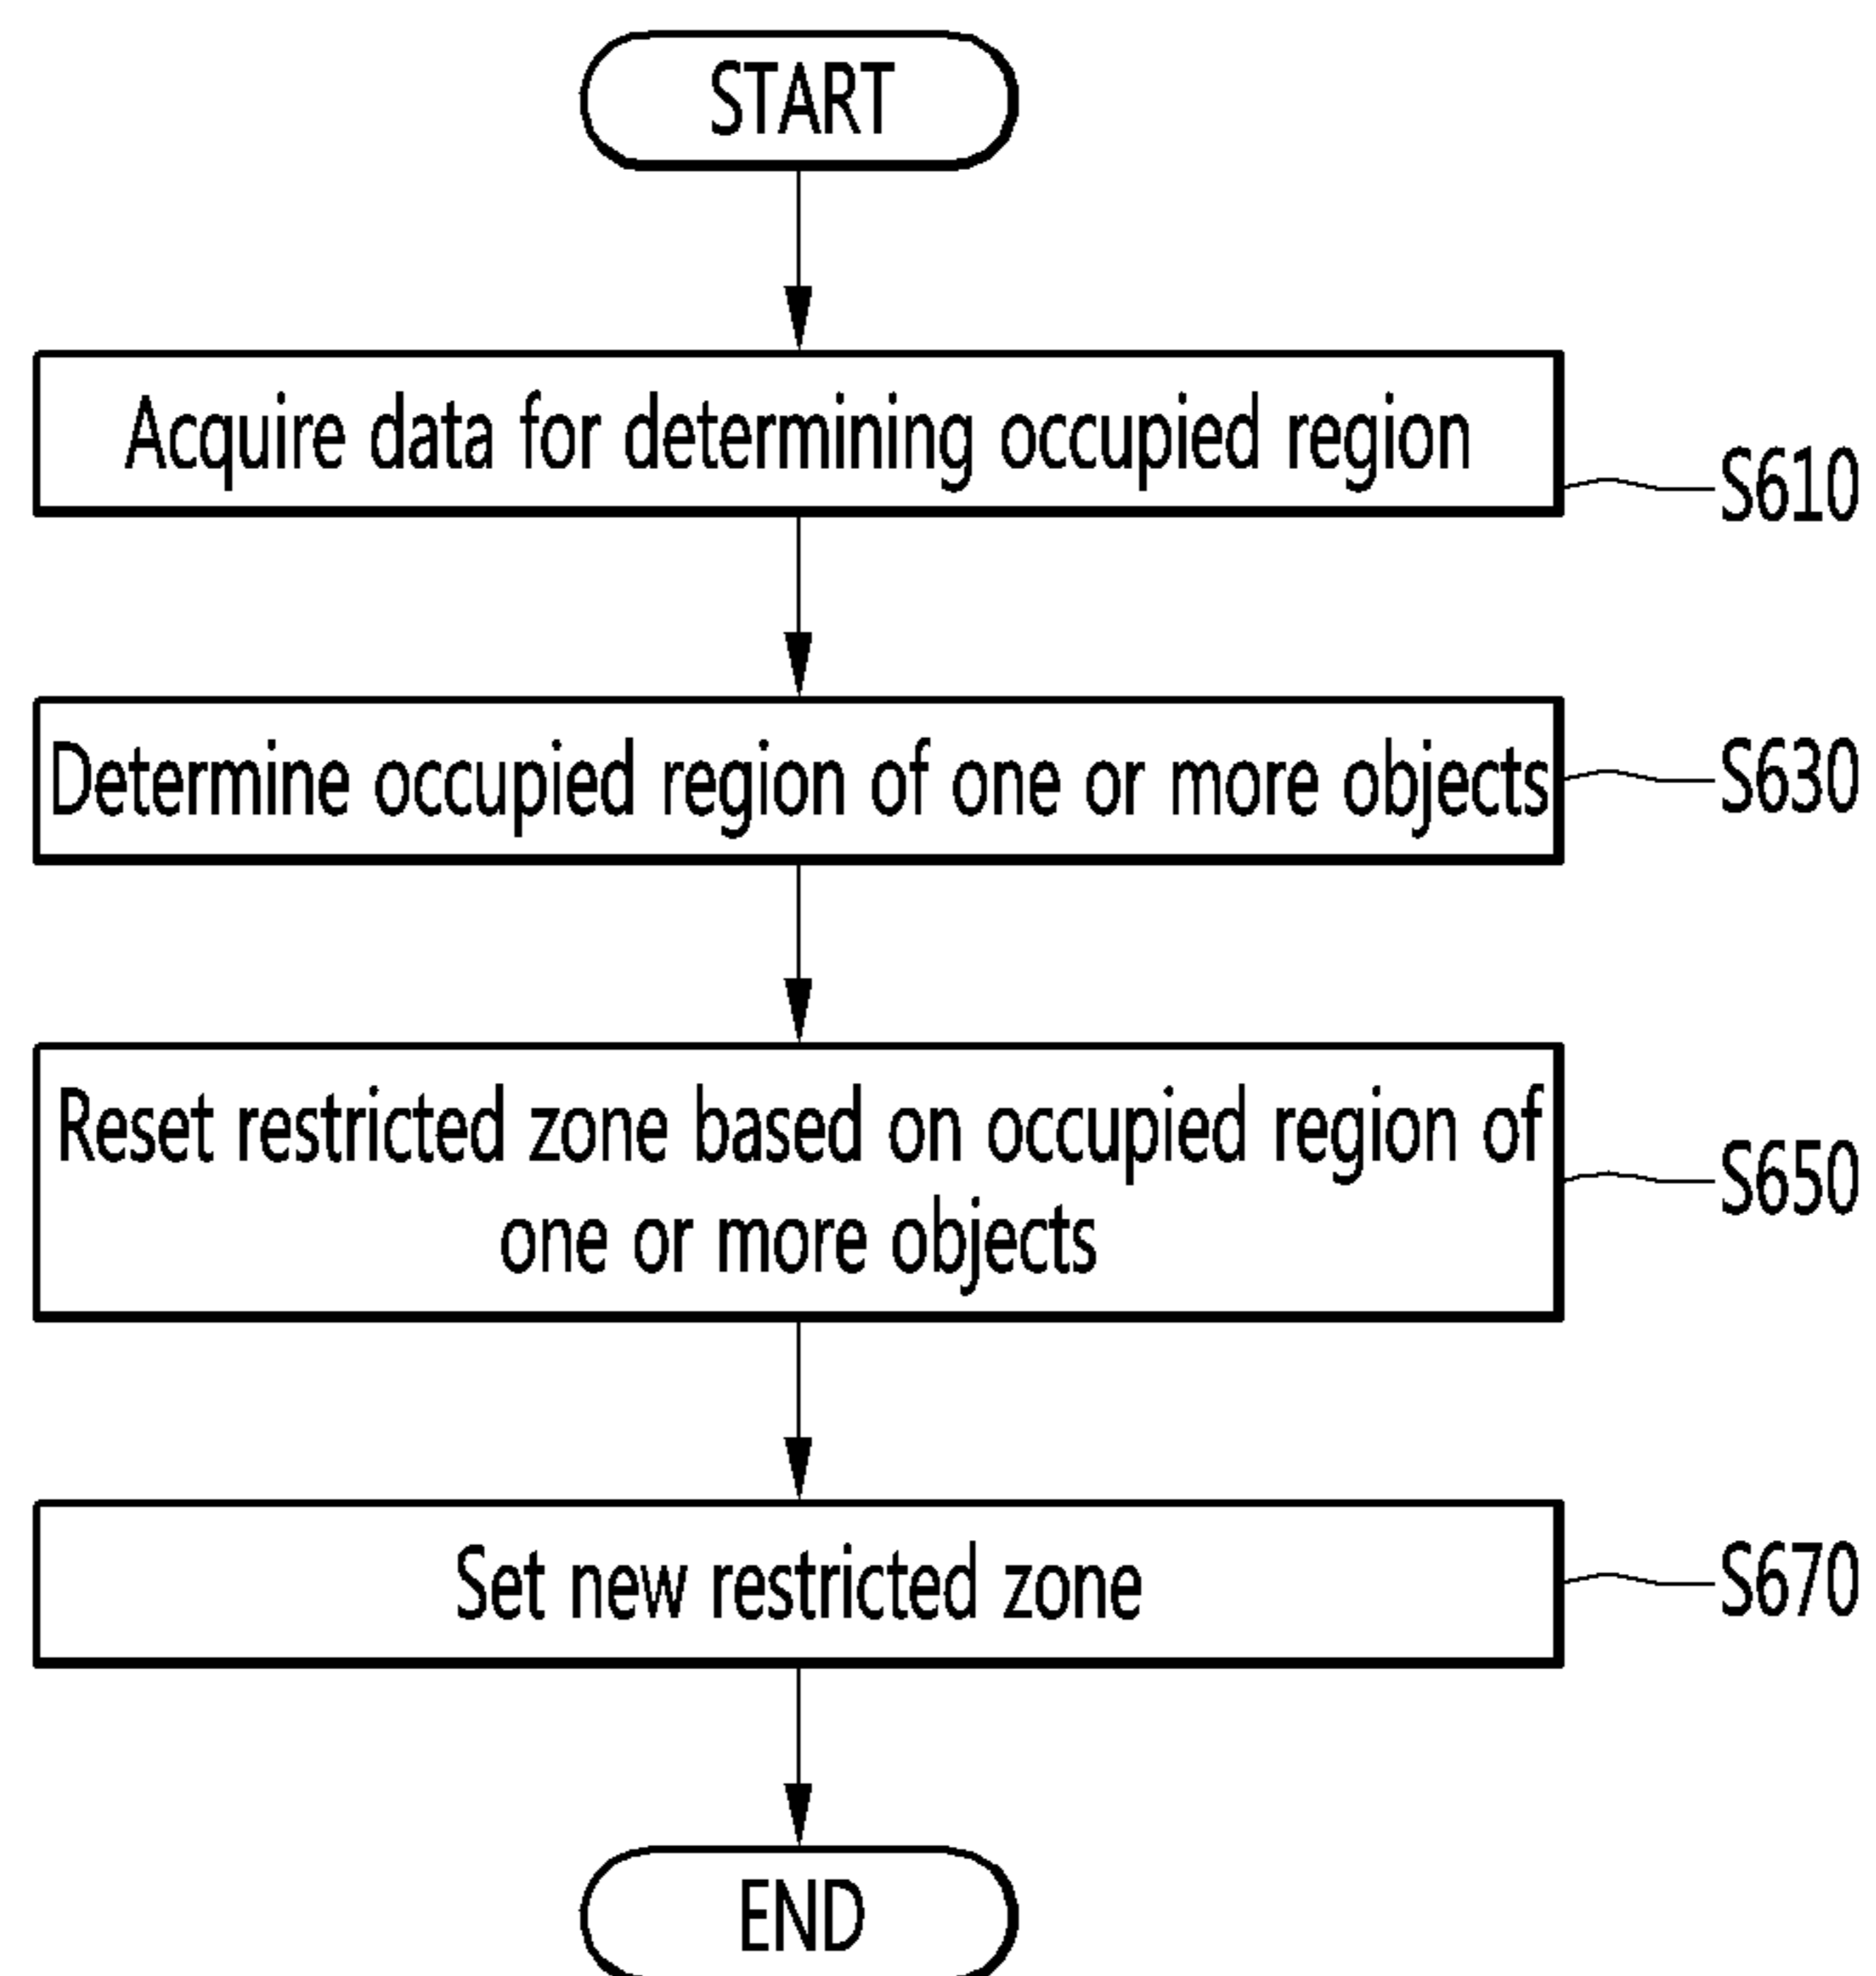 START
Acquire data for determining occupied region
S610
Determine occupied region of one or more objects
S630
Reset restricted zone based on occupied region of
one or more objects
S650
Set new restricted zone
S670
END